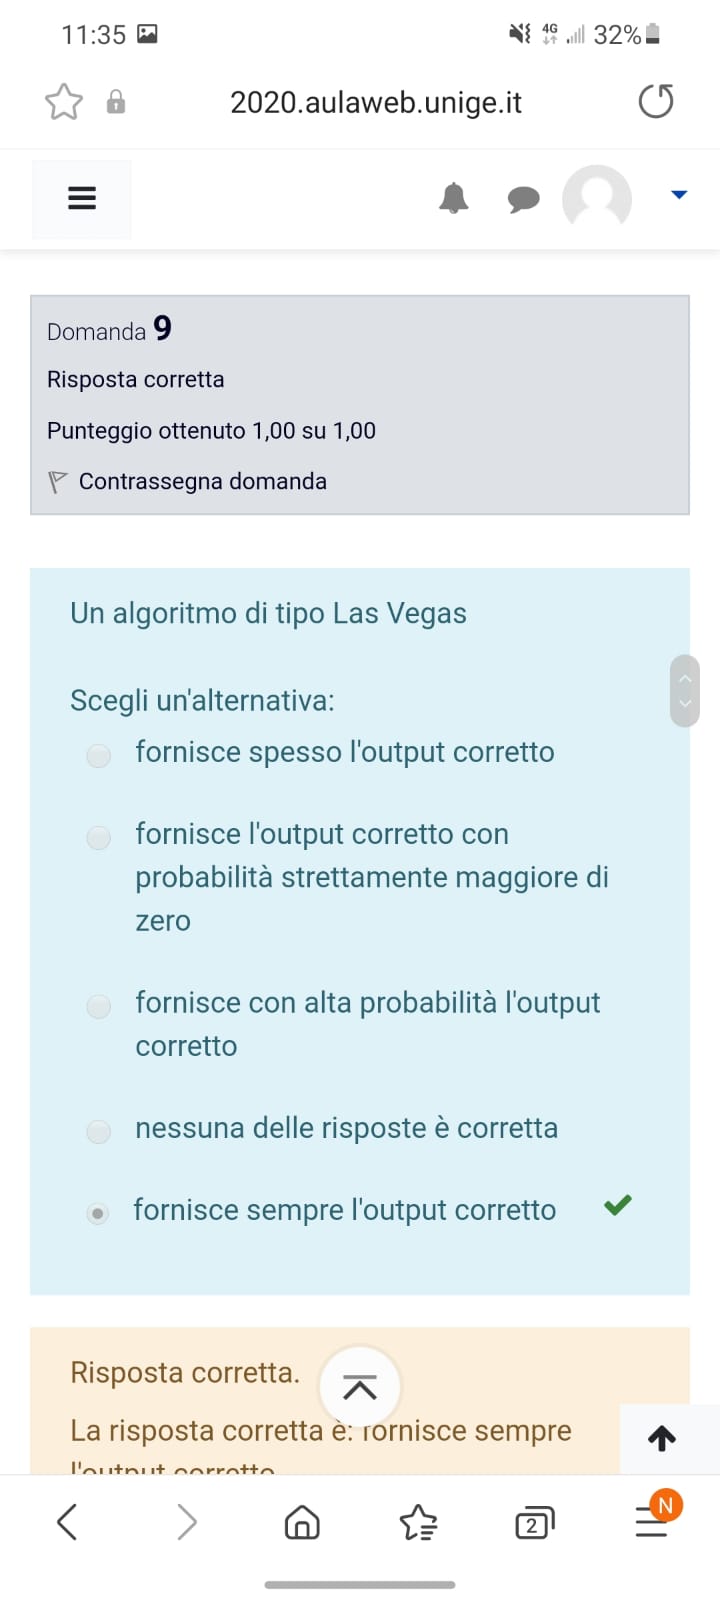 11:35
4G
32%
2020.aulaweb.unige.it
Domanda 9
Risposta corretta
Punteggio ottenuto 1,00 su 1,00
Contrassegna domanda
Un algoritmo di tipo Las Vegas
Scegli un'alternativa:
fornisce spesso l'output corretto
fornisce l'output corretto con
probabilità strettamente maggiore di
zero
fornisce con alta probabilità l'output
corretto
nessuna delle risposte è corretta
fornisce sempre l'output corretto
Risposta corretta.
La risposta corretta è: fornisce sempre
l'output corretto
2
N